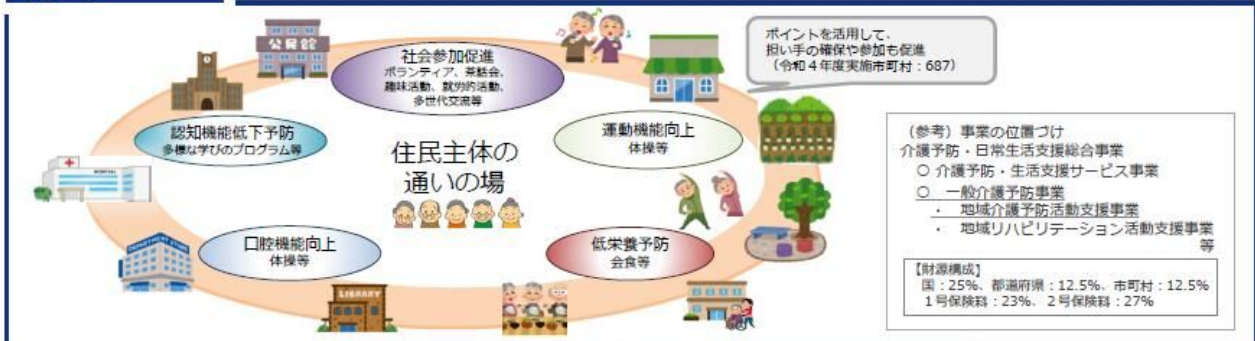 公民館
社会参加促進
ボランティア、茶話会、
趣味活動、就労的活動、
多世代交流等
ポイントを活用して、
担い手の確保や参加も促進
（令和４年度実施市町村：687）
認知機能低下予防
多様な学びのプログラム等
運動機能向上
体操等
住民主体の
通いの場
HOSPITAL
DEPARTMENT STORE
口腔機能向上
体操等
低栄養予防
会食等
LIBRARY
（参考）事業の位置づけ
介護予防・日常生活支援総合事業
○ 介護予防・生活支援サービス事業
○ 一般介護予防事業
・ 地域介護予防活動支援事業
・ 地域リハビリテーション活動支援事業
等
【財源構成】
国：25%、都道府県：12.5%、市町村：12.5%
１号保険料：23%、２号保険料：27%